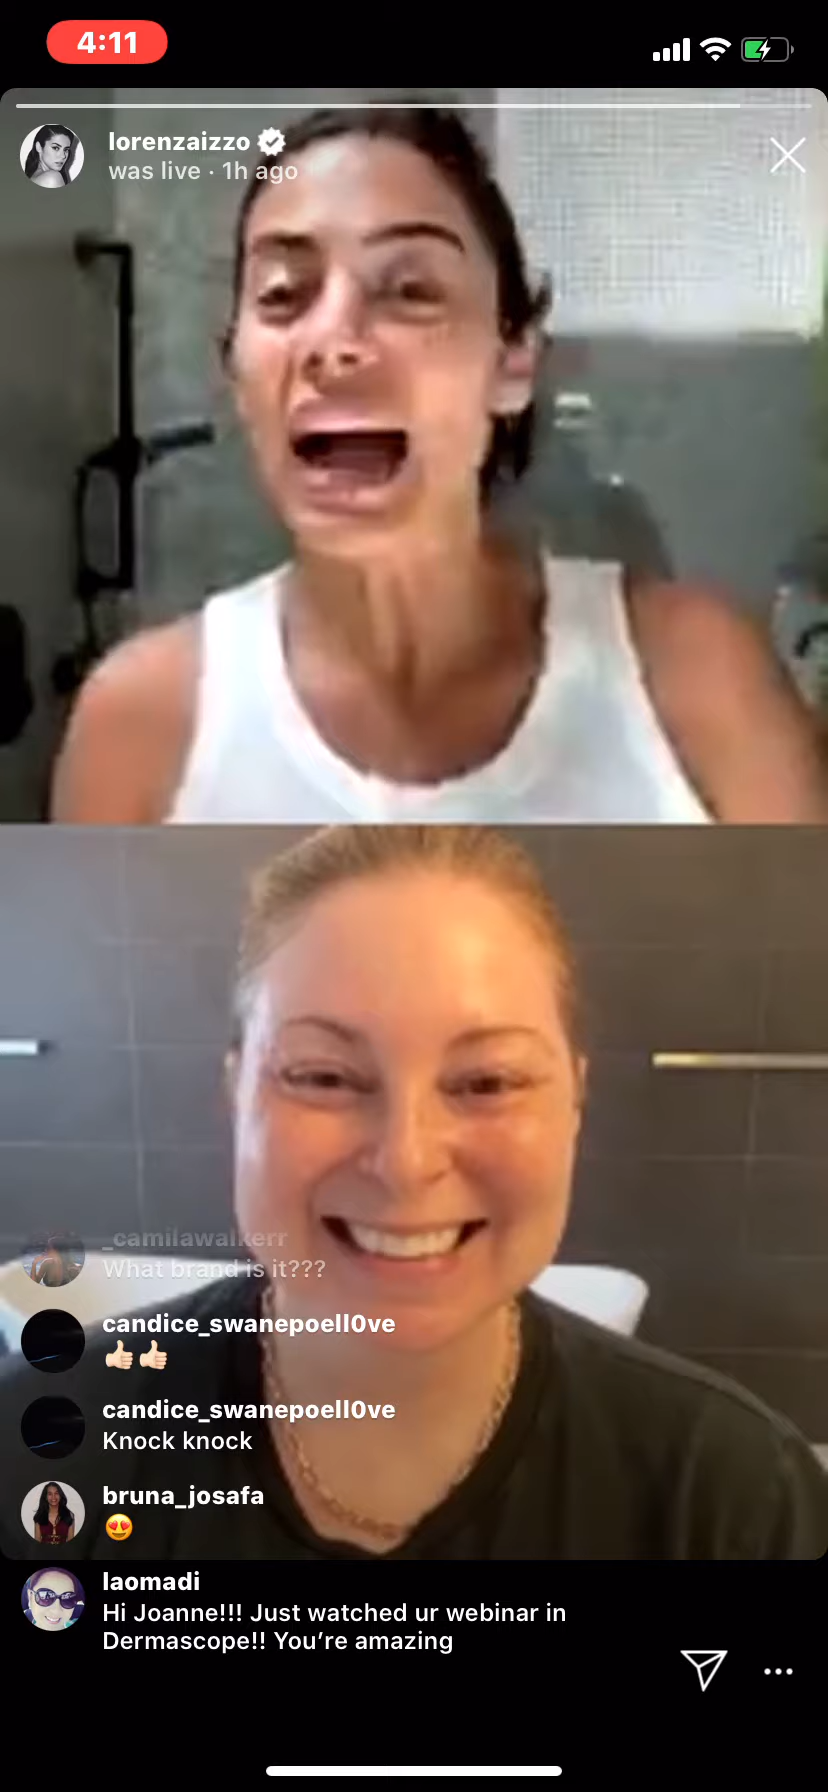 4:11
lorenzaizzo
was live · 1h ago
_camilawalkerr
What brand is it???
candice_swanepoell0ve
👍🏻👍🏻
candice_swanepoell0ve
Knock knock
bruna_josafa
😍
laomadi
Hi Joanne!!! Just watched ur webinar in
Dermascope!! You’re amazing